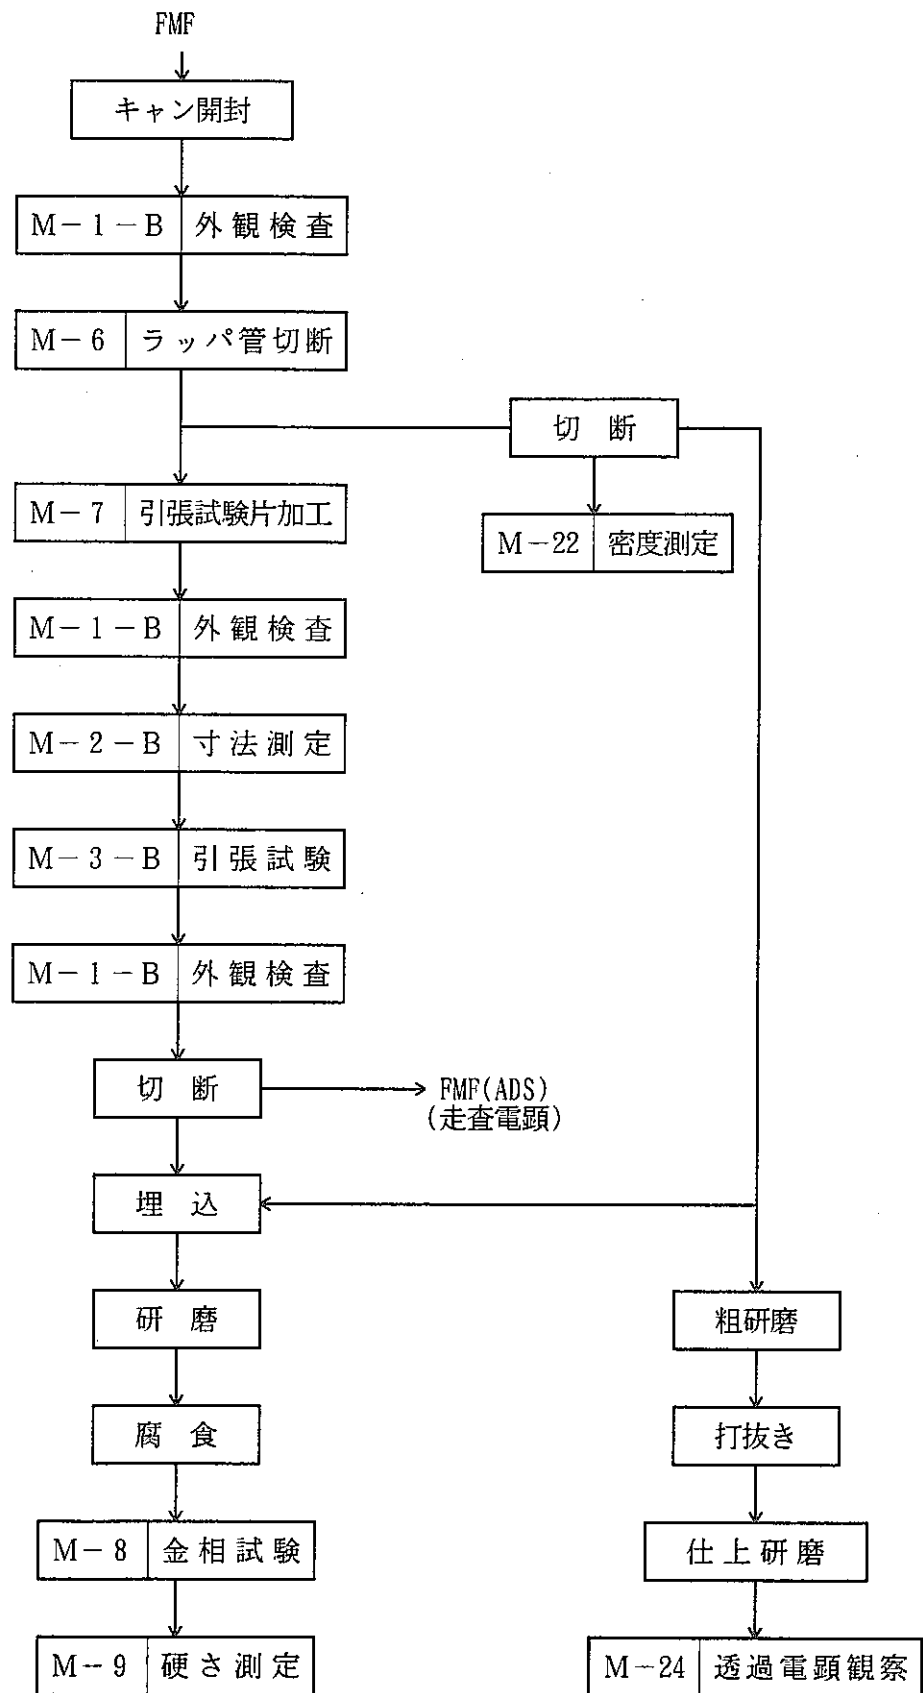 FMF
キャン開封
M－1－B 外観検査
M－6 ラッパ管切断
切断
M－7 引張試験片加工
M－22 密度測定
M－1－B 外観検査
M－2－B 寸法測定
M－3－B 引張試験
M－1－B 外観検査
切断
FMF(ADS)
(走査電顕)
埋込
研磨
粗研磨
腐食
打抜き
M－8 金相試験
仕上研磨
M－9 硬さ測定
M－24 透過電顕観察